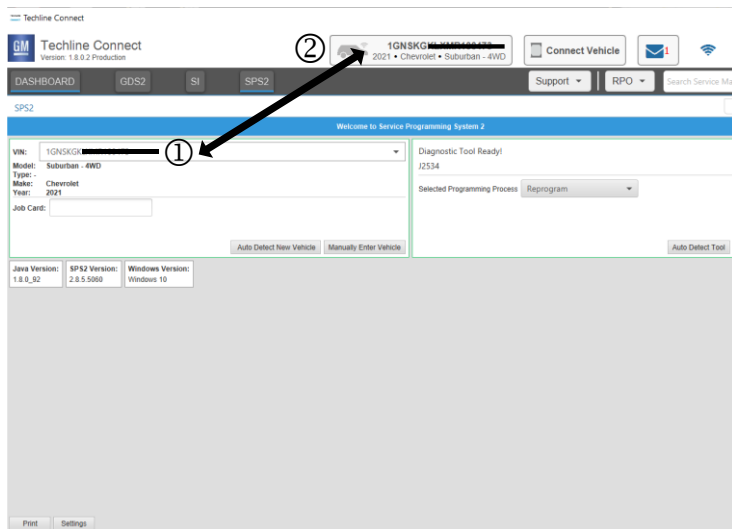 Techline Connect
GM
Techline Connect
Version: 1.8.0.2 Production
②
1GNSKG
2021 • Chevrolet • Suburban - 4WD
Connect Vehicle
1
DASHBOARD GDS2 SI SPS2
Support RPO Search Service Ma
SPS2
Welcome to Service Programming System 2
VIN: 1GNSKGK
①
Model: Suburban - 4WD
Type: -
Make: Chevrolet
Year: 2021
Job Card:
Auto Detect New Vehicle Manually Enter Vehicle
Diagnostic Tool Ready!
J2534
Selected Programming Process Reprogram
Auto Detect Tool
Java Version: SPS2 Version: Windows Version:
1.8.0_92 2.8.5.5060 Windows 10
Print Settings